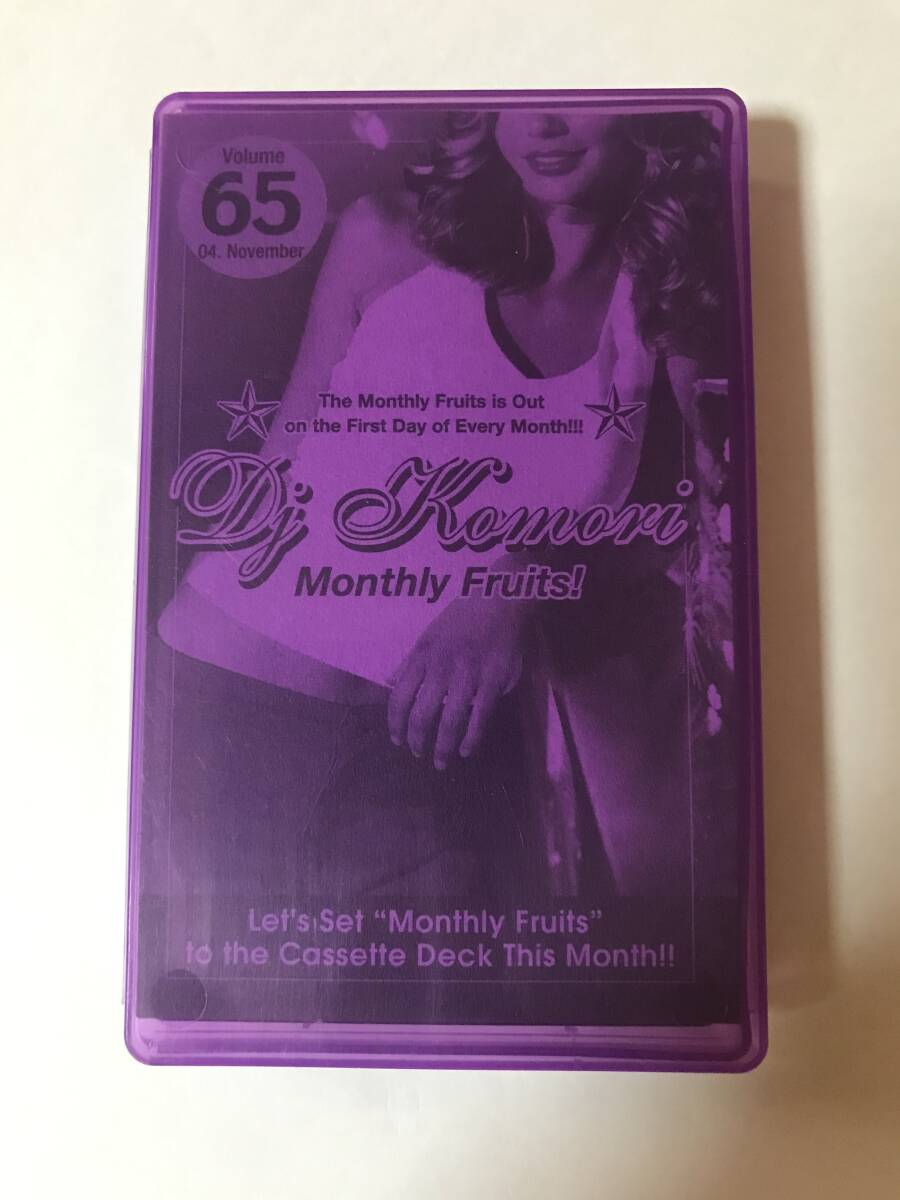 Volume
65
04. November
The Monthly Fruits is Out
on the First Day of Every Month!!!
Dj Komori
Monthly Fruits!
Let's Set “Monthly Fruits”
to the Cassette Deck This Month!!